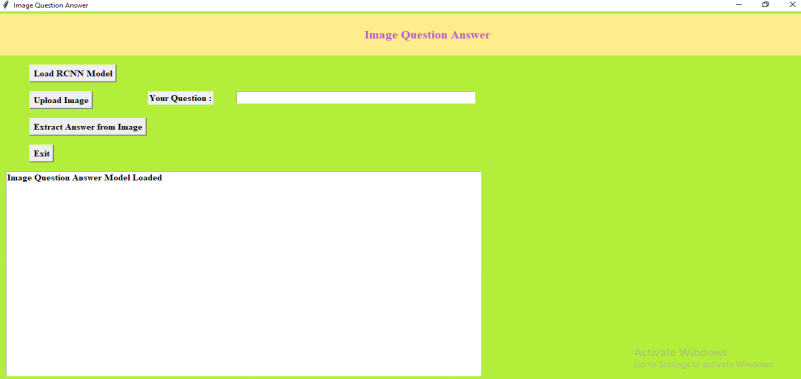 Image Question Answer
Image Question Answer
Load RCNN Model
Upload Image
Your Question :
Extract Answer from Image
Exit
Image Question Answer Model Loaded
Activate Windows
Go to Settings to activate Windows.